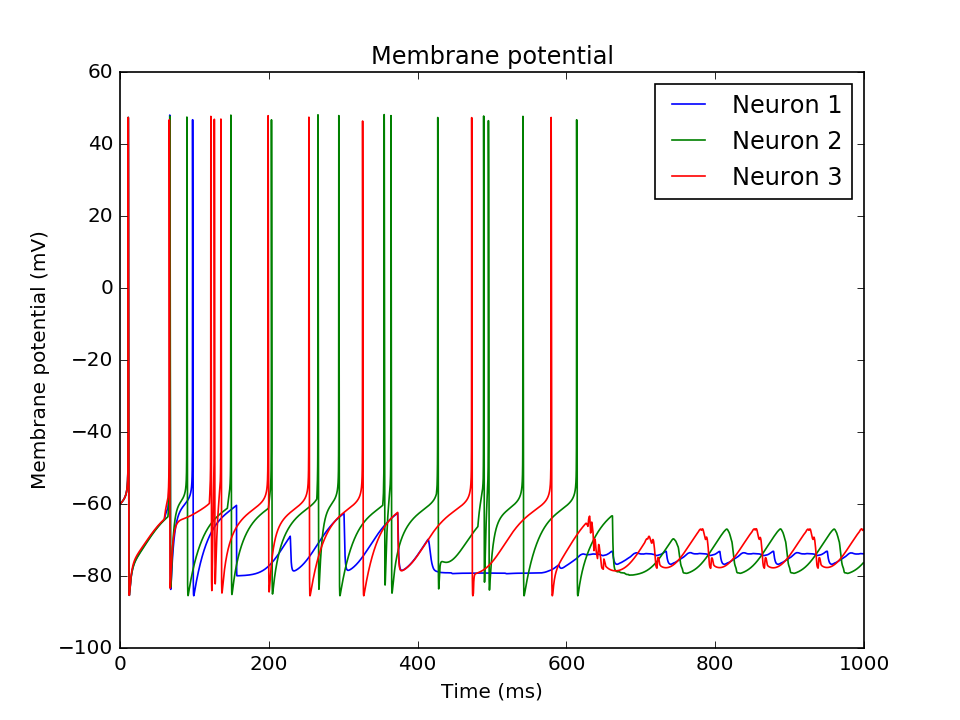 Membrane potential
60
40
20
0
−20
−40
−60
−80
−100
Membrane potential (mV)
Neuron 1
Neuron 2
Neuron 3
0 200 400 600 800 1000
Time (ms)